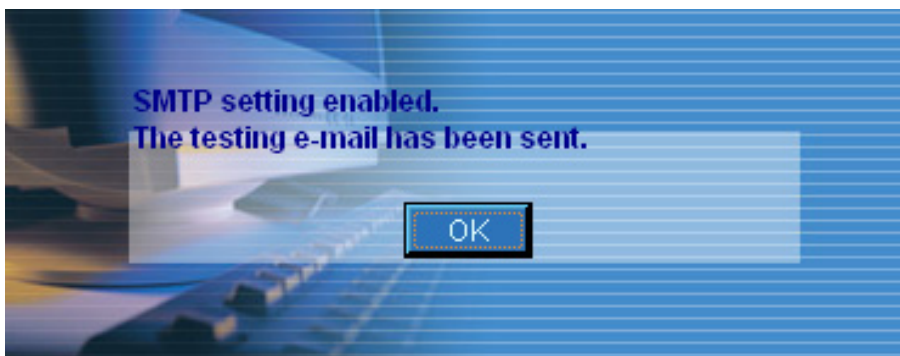 SMTP setting enabled.
The testing e-mail has been sent.
OK